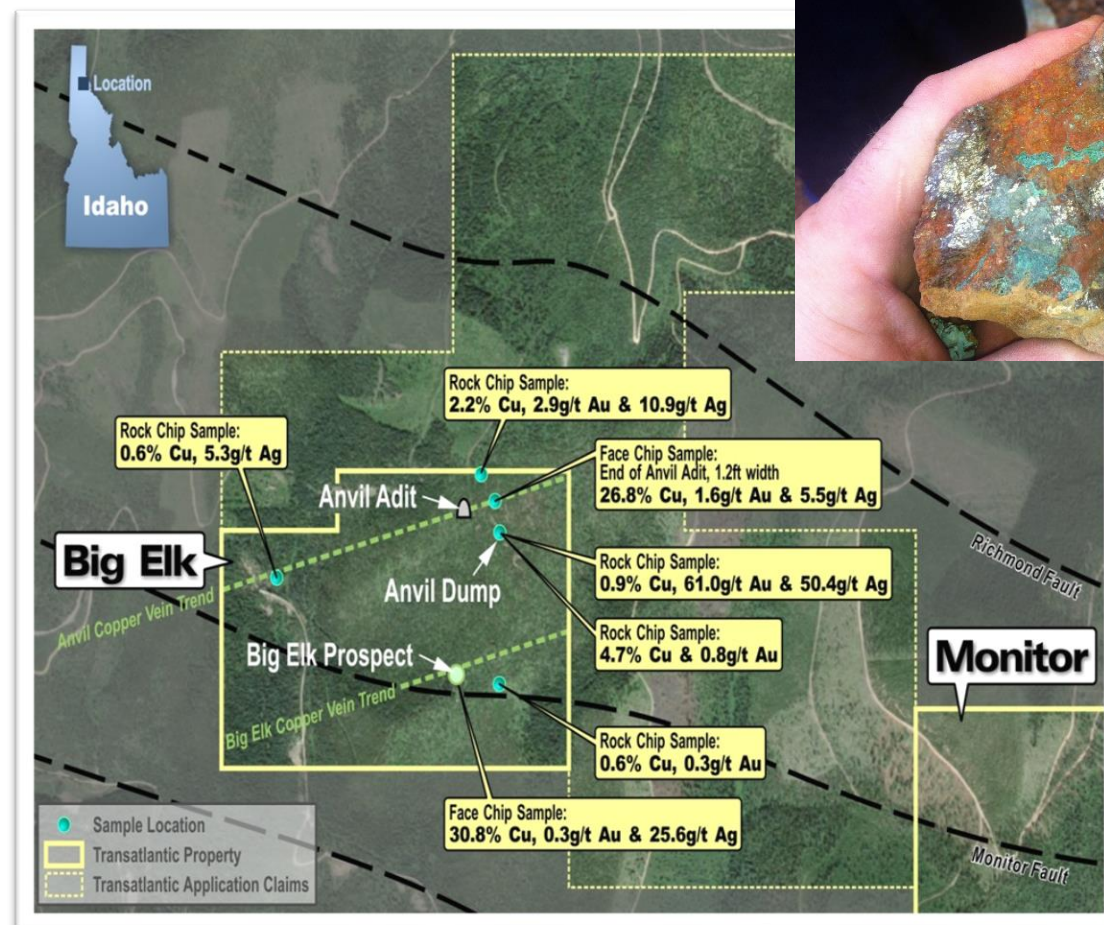 Location
Idaho
Rock Chip Sample:
2.2% Cu, 2.9g/t Au & 10.9g/t Ag
Rock Chip Sample:
0.6% Cu, 5.3g/t Ag
Face Chip Sample:
End of Anvil Adit, 1.2ft width
26.8% Cu, 1.6g/t Au & 5.5g/t Ag
Anvil Adit
Big Elk
Anvil Dump
Rock Chip Sample:
0.9% Cu, 61.0g/t Au & 50.4g/t Ag
Richmond Fault
Anvil Copper Vein Trend
Rock Chip Sample:
4.7% Cu & 0.8g/t Au
Big Elk Prospect
Monitor
Big Elk Copper Vein Trend
Rock Chip Sample:
0.6% Cu, 0.3g/t Au
Face Chip Sample:
30.8% Cu, 0.3g/t Au & 25.6g/t Ag
Monitor Fault
Sample Location
Transatlantic Property
Transatlantic Application Claims